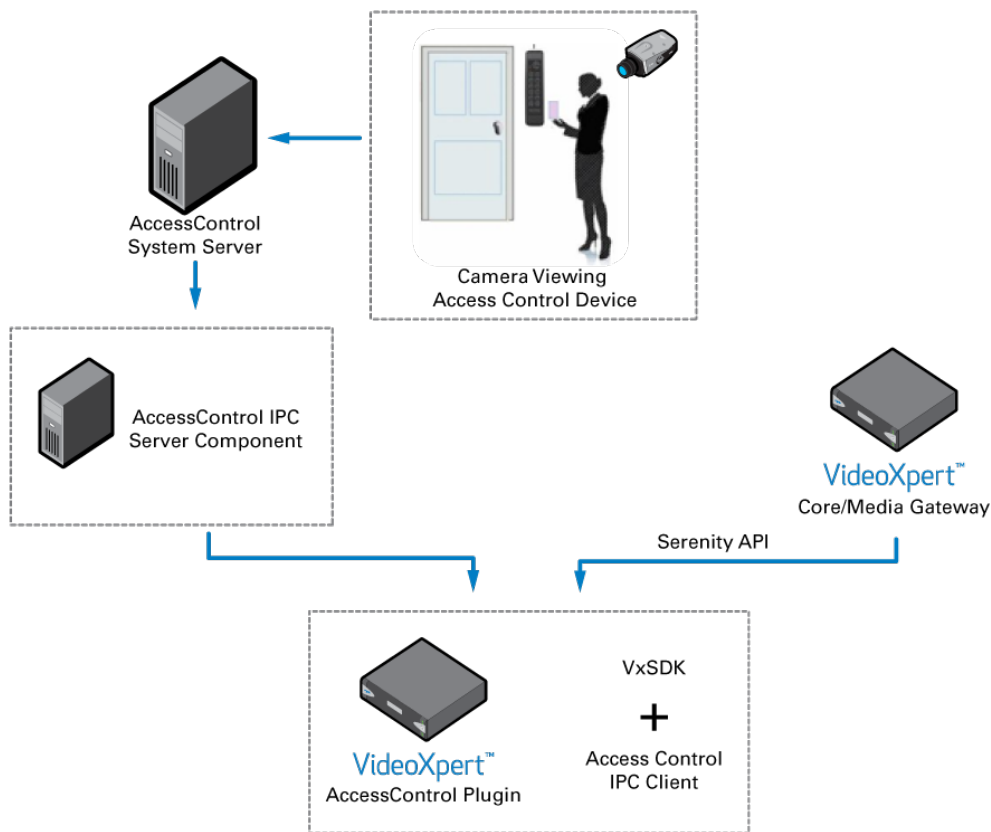 AccessControl
System Server
Camera Viewing
Access Control Device
AccessControl IPC
Server Component
VideoXpert™
Core/Media Gateway
Serenity API
VideoXpert™
AccessControl Plugin
VxSDK
+
Access Control
IPC Client